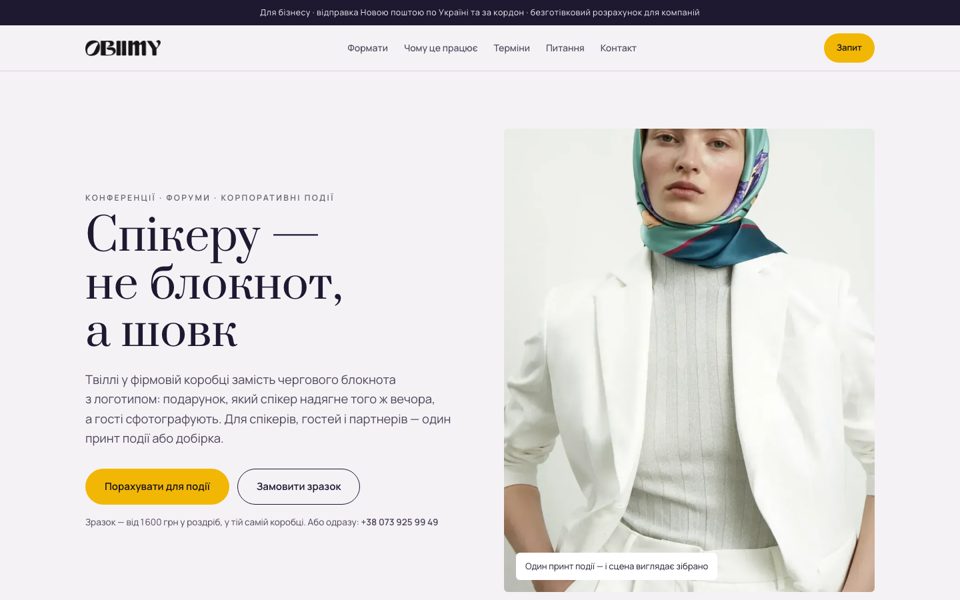 Для бізнесу · відправка Новою поштою по Україні та за кордон · безготівковий розрахунок для компаній
OBIIMY
Формати
Чому це працює
Терміни
Питання
Контакт
Запит
КОНФЕРЕНЦІЇ · ФОРУМИ · КОРПОРАТИВНІ ПОДІЇ
Спікеру —
не блокнот,
а шовк
Твіллі у фірмовій коробці замість чергового блокнота
з логотипом: подарунок, який спікер надягне того ж вечора,
а гості сфотографують. Для спікерів, гостей і партнерів — один
принт події або добірка.
Порахувати для події
Замовити зразок
Зразок — від 1 600 грн у роздріб, у тій самій коробці. Або одразу: +38 073 925 99 49
Один принт події — і сцена виглядає зібрано